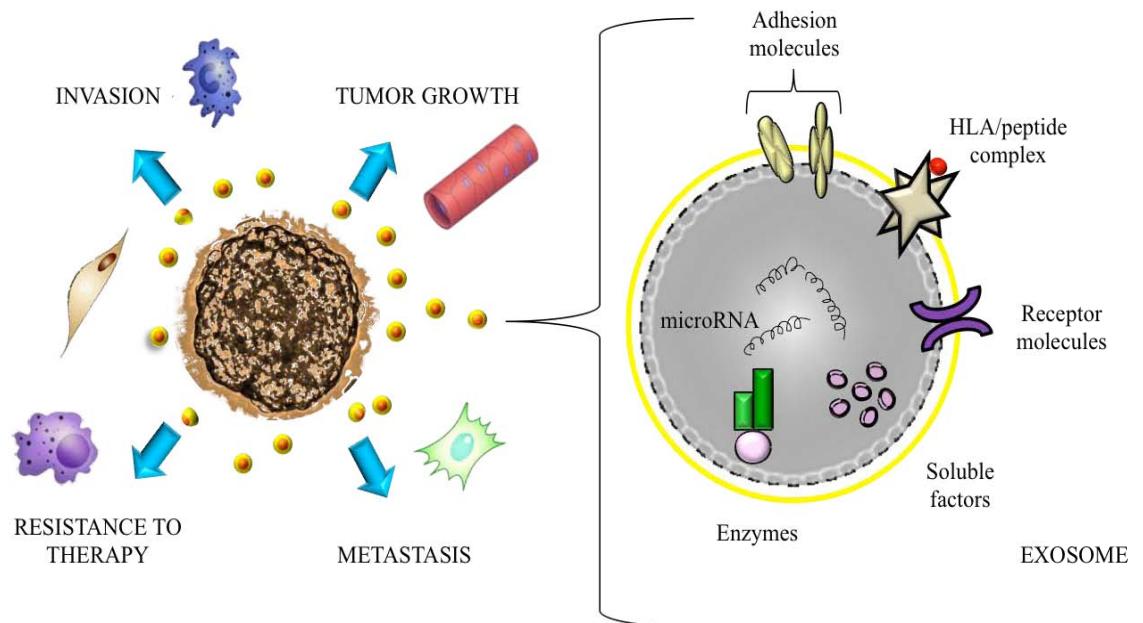 INVASION
TUMOR GROWTH
RESISTANCE TO
THERAPY
METASTASIS
Adhesion
molecules
HLA/peptide
complex
microRNA
Receptor
molecules
Soluble
factors
Enzymes
EXOSOME